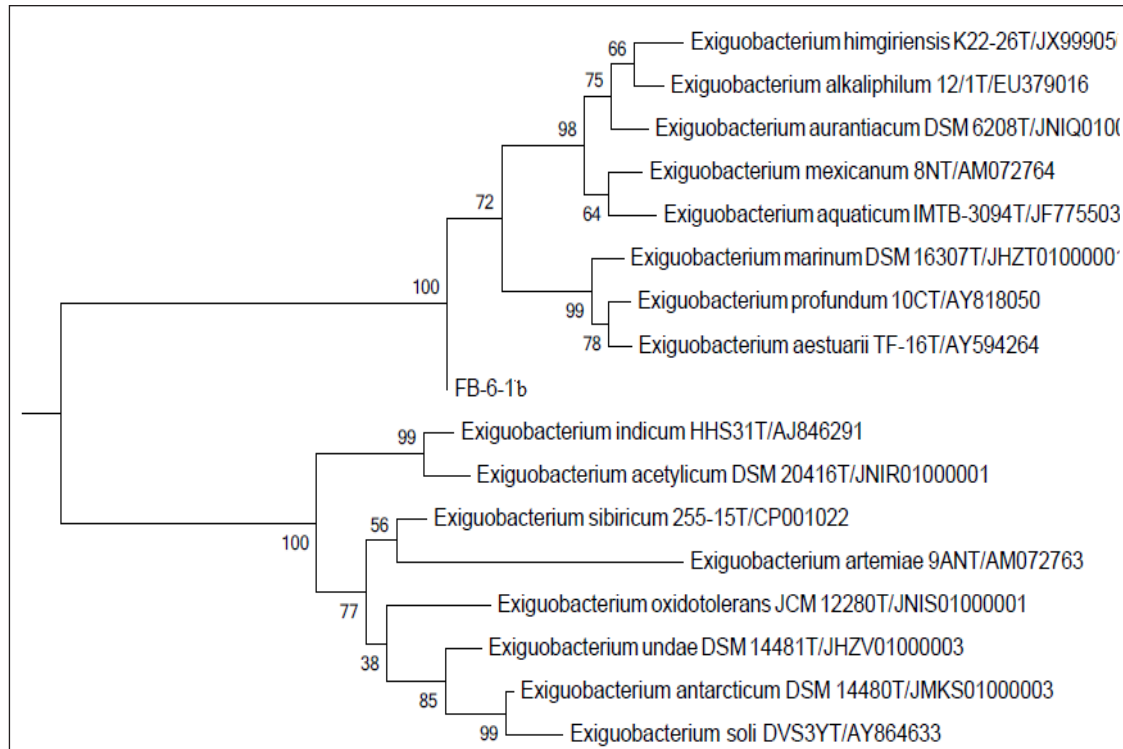 66
Exiguobacterium himgiriensis K22-26T/JX99905
75
Exiguobacterium alkaliphilum 12/1T/EU379016
98
Exiguobacterium aurantiacum DSM 6208T/JNIQ010
Exiguobacterium mexicanum 8NT/AM072764
72
64
Exiguobacterium aquaticum IMTB-3094T/JF775503
Exiguobacterium marinum DSM 16307T/JHZT0100000
100
Exiguobacterium profundum 10CT/AY818050
99
78
Exiguobacterium aestuarii TF-16T/AY594264
FB-6-1b
99
Exiguobacterium indicum HHS31T/AJ846291
Exiguobacterium acetylicum DSM 20416T/JNIR01000001
56
Exiguobacterium sibiricum 255-15T/CP001022
100
Exiguobacterium artemiae 9ANT/AM072763
77
Exiguobacterium oxidotolerans JCM 12280T/JNIS01000001
38
Exiguobacterium undae DSM 14481T/JHZV01000003
85
Exiguobacterium antarcticum DSM 14480T/JMKS01000003
99
Exiguobacterium soli DVS3YT/AY864633